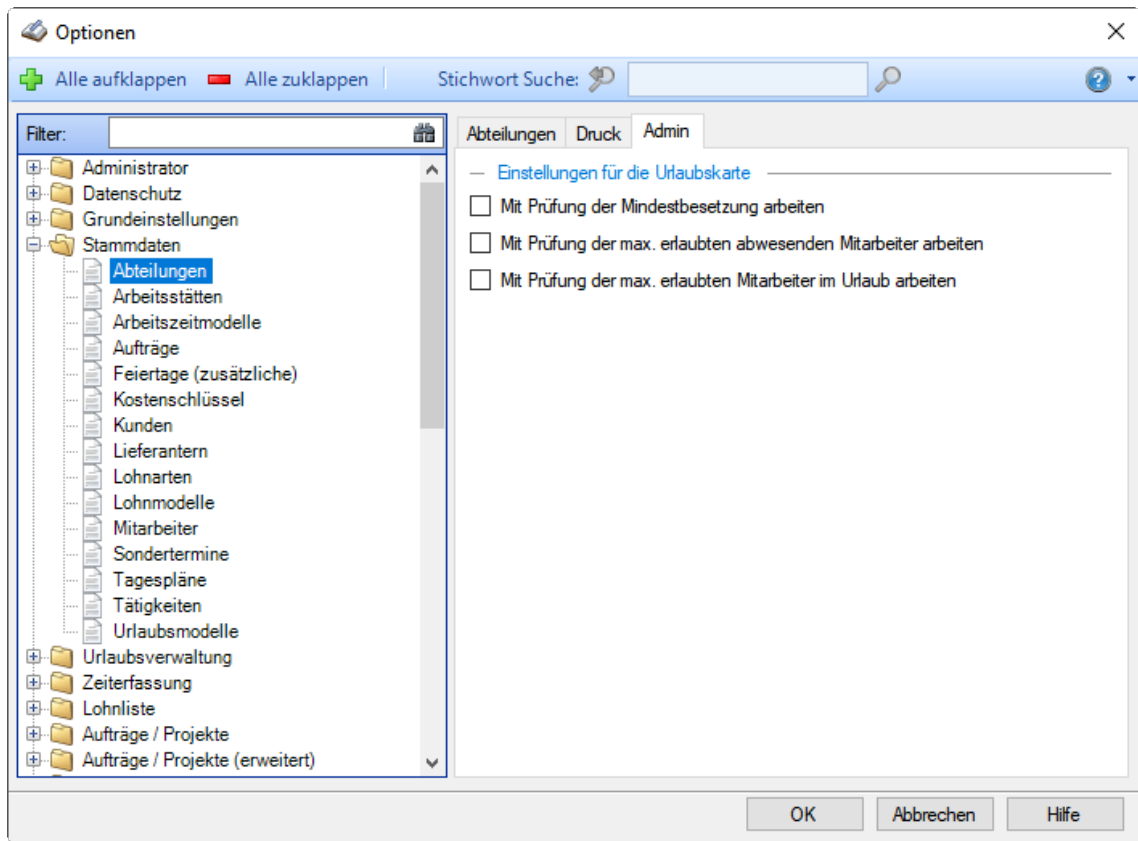 Optionen
Alle aufklappen Alle zuklappen Stichwort Suche:
Filter:
Administrator
Datenschutz
Grundeinstellungen
Stammdaten
Abteilungen
Arbeitsstätten
Arbeitszeitmodelle
Aufträge
Feiertage (zusätzliche)
Kostenschlüssel
Kunden
Lieferantern
Lohnarten
Lohnmodelle
Mitarbeiter
Sondertermine
Tagespläne
Tätigkeiten
Urlaubsmodelle
Urlaubsverwaltung
Zeiterfassung
Lohnliste
Aufträge / Projekte
Aufträge / Projekte (erweitert)
Abteilungen Druck Admin
Einstellungen für die Urlaubskarte
Mit Prüfung der Mindestbesetzung arbeiten
Mit Prüfung der max. erlaubten abwesenden Mitarbeiter arbeiten
Mit Prüfung der max. erlaubten Mitarbeiter im Urlaub arbeiten
OK Abbrechen Hilfe